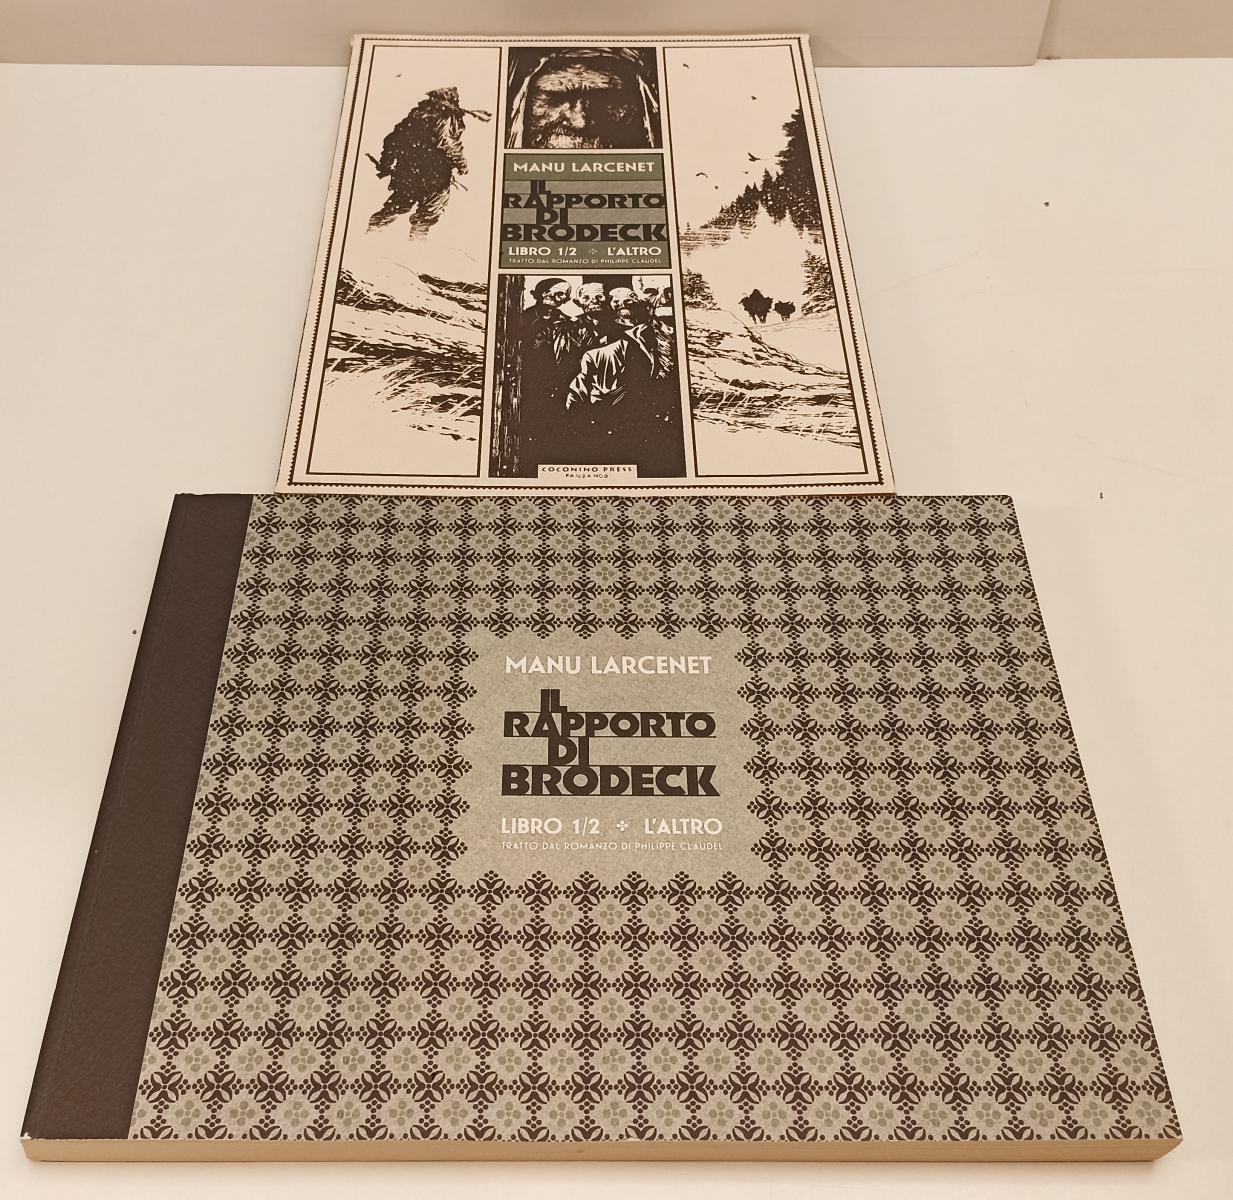 MANU LARCENET
IL
RAPPORTO
DI
BRODECK
LIBRO 1/2 L'ALTRO
TRATTO DAL ROMANZO DI PHILIPPE CLAUDEL
COCONINO PRESS
FANDANGO
MANU LARCENET
IL
RAPPORTO
DI
BRODECK
LIBRO 1/2 L'ALTRO
TRATTO DAL ROMANZO DI PHILIPPE CLAUDEL